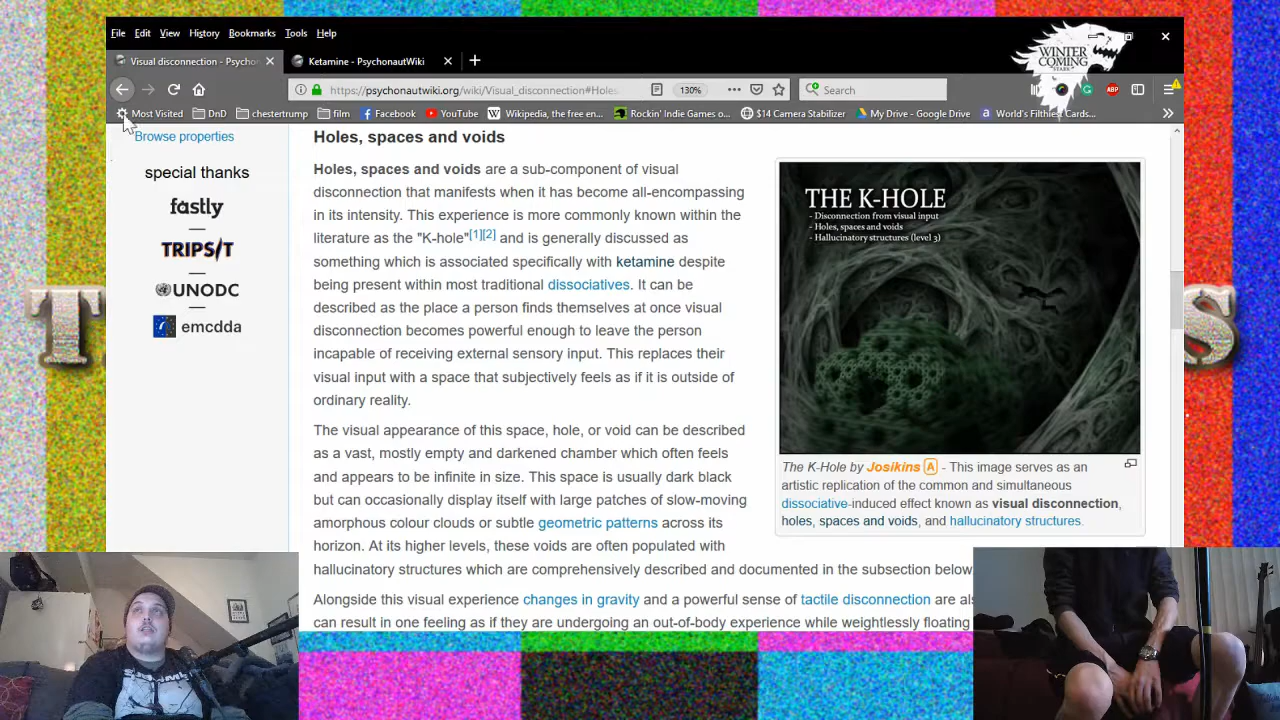 File Edit View History Bookmarks Tools Help
WINTER
COMING
STARK
Visual disconnection - Psychon
Ketamine - PsychonautWiki
https://psychonautwiki.org/wiki/Visual_disconnection#Holes
130%
Search
ABP
Most Visited DnD chestertrump film Facebook YouTube Wikipedia, the free en... Rockin' Indie Games o... $14 Camera Stabilizer My Drive - Google Drive World's Filthiest Cards...
T
S
Browse properties
special thanks
fastly
TRIPSIT
UNODC
emcdda
Holes, spaces and voids
Holes, spaces and voids are a sub-component of visual
disconnection that manifests when it has become all-encompassing
in its intensity. This experience is more commonly known within the
literature as the "K-hole"[1][2] and is generally discussed as
something which is associated specifically with ketamine despite
being present within most traditional dissociatives. It can be
described as the place a person finds themselves at once visual
disconnection becomes powerful enough to leave the person
incapable of receiving external sensory input. This replaces their
visual input with a space that subjectively feels as if it is outside of
ordinary reality.
The visual appearance of this space, hole, or void can be described
as a vast, mostly empty and darkened chamber which often feels
and appears to be infinite in size. This space is usually dark black
but can occasionally display itself with large patches of slow-moving
amorphous colour clouds or subtle geometric patterns across its
horizon. At its higher levels, these voids are often populated with
hallucinatory structures which are comprehensively described and documented in the subsection below
Alongside this visual experience changes in gravity and a powerful sense of tactile disconnection are als
can result in one feeling as if they are undergoing an out-of-body experience while weightlessly floating
THE K-HOLE
- Disconnection from visual input
- Holes, spaces and voids
- Hallucinatory structures (level 3)
The K-Hole by Josikins A - This image serves as an
artistic replication of the common and simultaneous
dissociative-induced effect known as visual disconnection,
holes, spaces and voids, and hallucinatory structures.